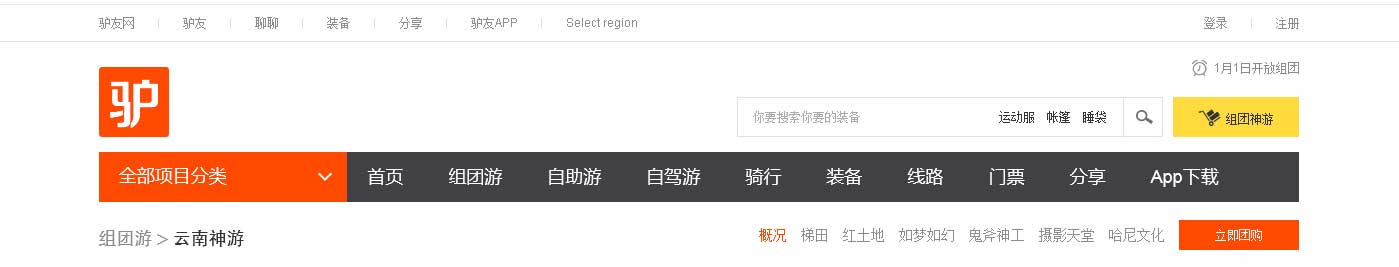 驴友网 驴友 聊聊 装备 分享 驴友APP Select region 登录 注册
1月1日开放组团
驴
你要搜索你要的装备 运动服 帐篷 睡袋 组团神游
全部项目分类 首页 组团游 自助游 自驾游 骑行 装备 线路 门票 分享 App下载
组团游 > 云南神游 概况 梯田 红土地 如梦如幻 鬼斧神工 摄影天堂 哈尼文化 立即团购